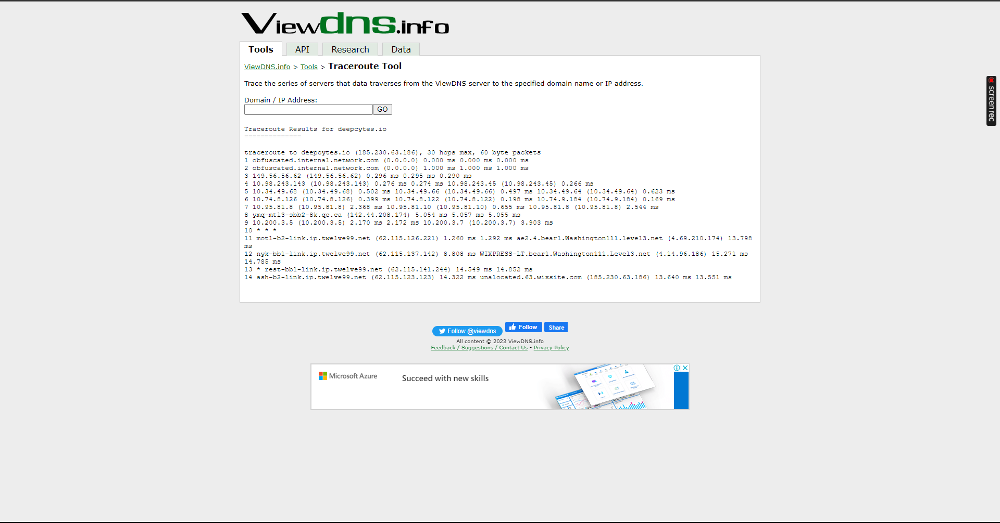 Viewdns.info
Tools API Research Data
ViewDNS.info > Tools > Traceroute Tool
Trace the series of servers that data traverses from the ViewDNS server to the specified domain name or IP address.
Domain / IP Address:
GO
Traceroute Results for deepcytes.io
==============
traceroute to deepcytes.io (185.230.63.186), 30 hops max, 60 byte packets
1 obfuscated.internal.network.com (0.0.0.0) 0.000 ms 0.000 ms 0.000 ms
2 obfuscated.internal.network.com (0.0.0.0) 1.000 ms 1.000 ms 1.000 ms
3 149.56.56.62 (149.56.56.62) 0.296 ms 0.295 ms 0.290 ms
4 10.98.243.143 (10.98.243.143) 0.276 ms 0.274 ms 10.98.243.45 (10.98.243.45) 0.266 ms
5 10.34.49.68 (10.34.49.68) 0.502 ms 10.34.49.66 (10.34.49.66) 0.497 ms 10.34.49.64 (10.34.49.64) 0.623 ms
6 10.74.8.126 (10.74.8.126) 0.399 ms 10.74.8.122 (10.74.8.122) 0.198 ms 10.74.9.184 (10.74.9.184) 0.169 ms
7 10.95.81.8 (10.95.81.8) 2.368 ms 10.95.81.10 (10.95.81.10) 0.655 ms 10.95.81.8 (10.95.81.8) 2.544 ms
8 ymq-mtl3-sbb2-8k.qc.ca (142.44.208.174) 5.054 ms 5.057 ms 5.055 ms
9 10.200.3.5 (10.200.3.5) 2.170 ms 2.172 ms 10.200.3.7 (10.200.3.7) 3.903 ms
10 * * *
11 motl-b2-link.ip.twelve99.net (62.115.126.221) 1.260 ms 1.292 ms ae2.4.bear1.Washington111.level3.net (4.69.210.174) 13.798
ms
12 nyk-bb1-link.ip.twelve99.net (62.115.137.142) 8.808 ms WIXPRESS-LT.bear1.Washington111.Level3.net (4.14.96.186) 15.271 ms
14.785 ms
13 * rest-bb1-link.ip.twelve99.net (62.115.141.244) 14.549 ms 14.852 ms
14 ash-b2-link.ip.twelve99.net (62.115.123.123) 14.322 ms unalocated.63.wixsite.com (185.230.63.186) 13.640 ms 13.551 ms
Follow @viewdns Follow Share
All content © 2023 ViewDNS.info
Feedback / Suggestions / Contact Us - Privacy Policy
Microsoft Azure Succeed with new skills
screenrec